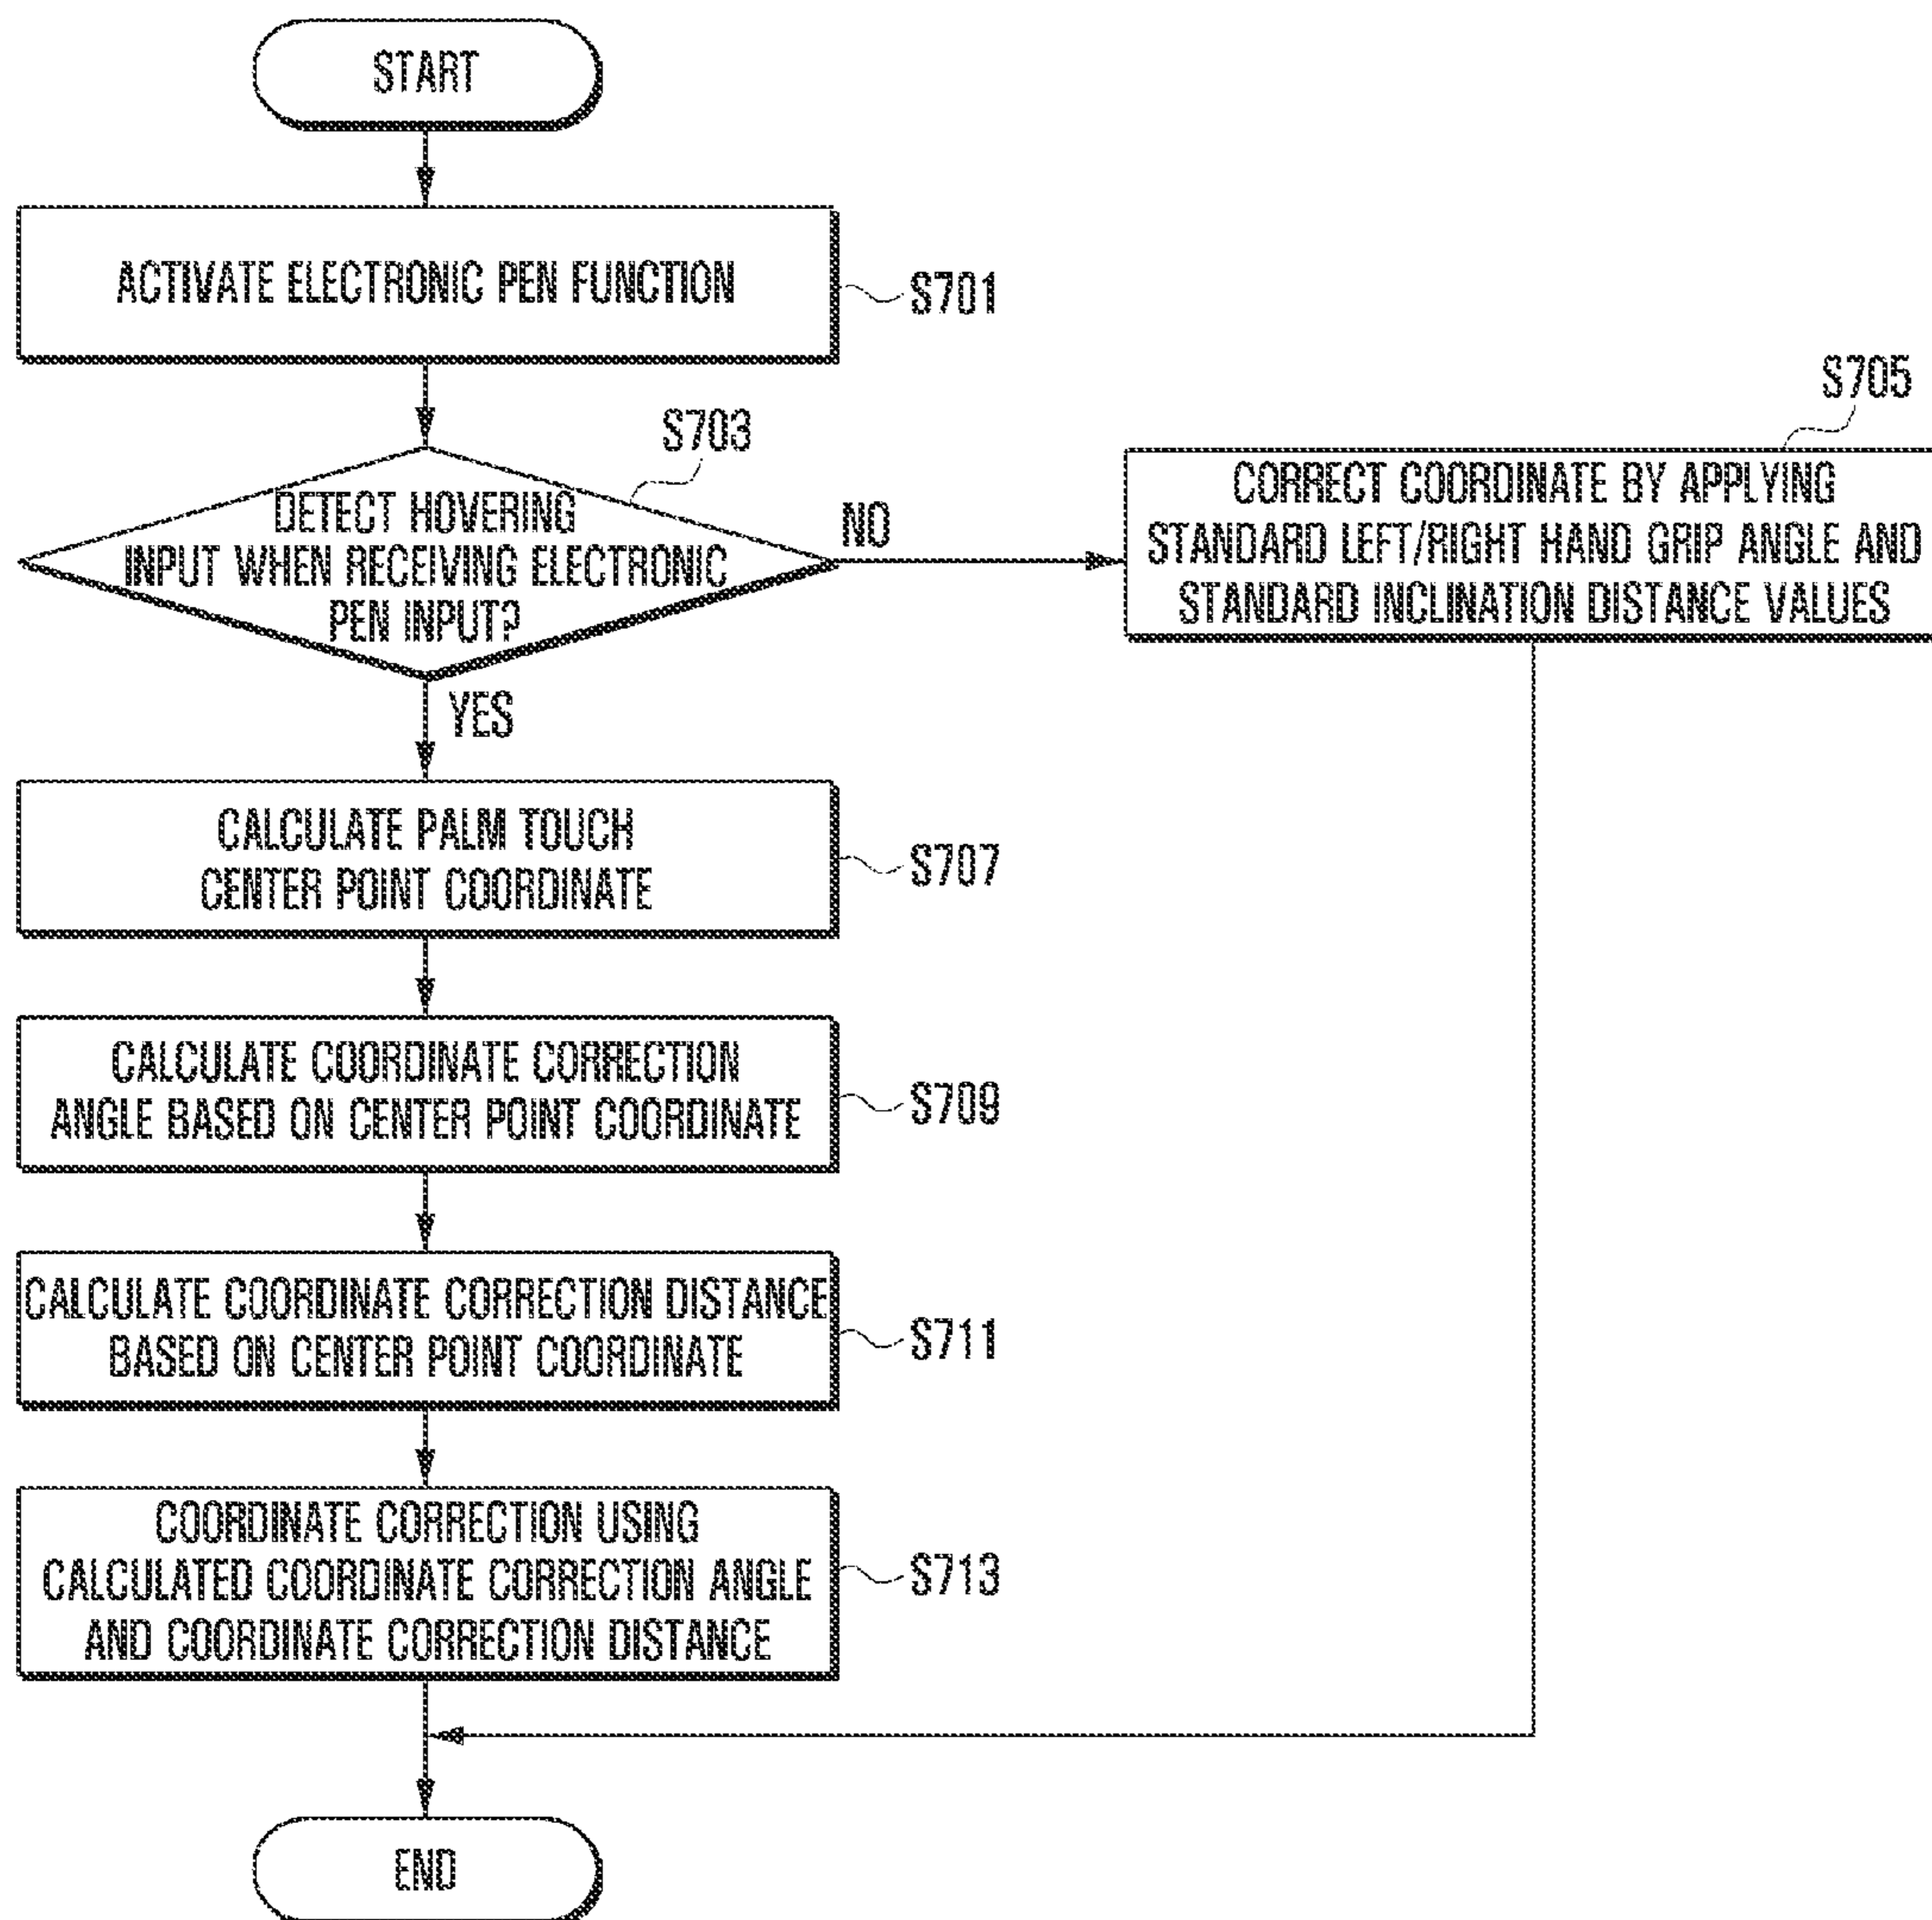 START
ACTIVATE ELECTRONIC PEN FUNCTION
S701
S703
DETECT HOVERING
INPUT WHEN RECEIVING ELECTRONIC
PEN INPUT?
NO
S705
CORRECT COORDINATE BY APPLYING
STANDARD LEFT/RIGHT HAND GRIP ANGLE AND
STANDARD INCLINATION DISTANCE VALUES
YES
CALCULATE PALM TOUCH
CENTER POINT COORDINATE
S707
CALCULATE COORDINATE CORRECTION
ANGLE BASED ON CENTER POINT COORDINATE
S709
CALCULATE COORDINATE CORRECTION DISTANCE
BASED ON CENTER POINT COORDINATE
S711
COORDINATE CORRECTION USING
CALCULATED COORDINATE CORRECTION ANGLE
AND COORDINATE CORRECTION DISTANCE
S713
END